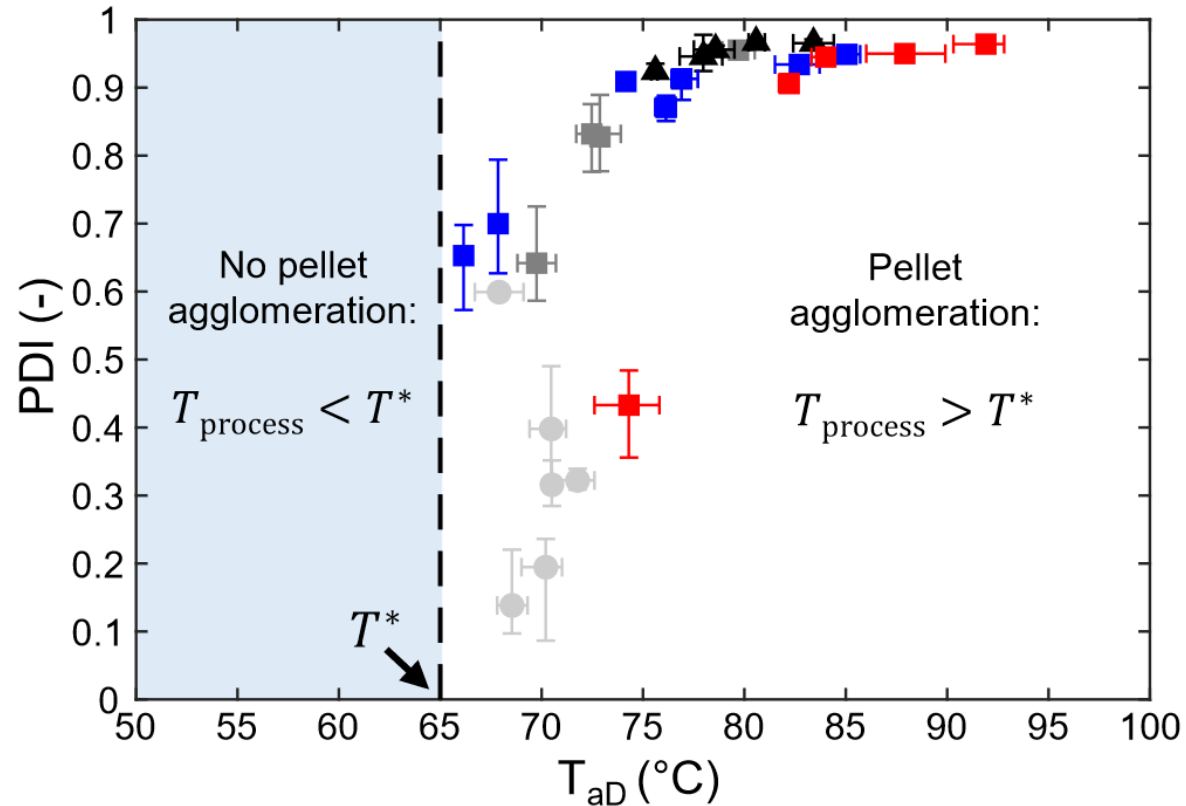 1
0.9
0.8
0.7
0.6
0.5
0.4
0.3
0.2
0.1
0
PDI (-)
No pellet
agglomeration:
T_process < T*
Pellet
agglomeration:
T_process > T*
T*
50 55 60 65 70 75 80 85 90 95 100
T_aD (°C)